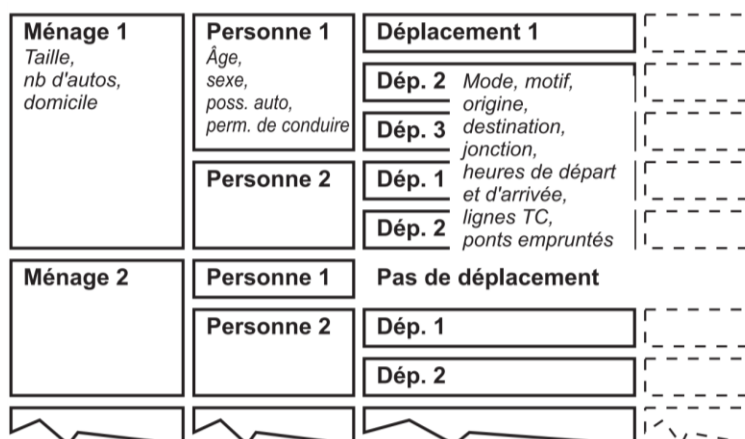 Ménage 1
Taille,
nb d'autos,
domicile
Personne 1
Âge,
sexe,
poss. auto,
perm. de conduire
Déplacement 1
Dép. 2
Dép. 3
Mode, motif,
origine,
destination,
jonction,
heures de départ
et d'arrivée,
lignes TC,
ponts empruntés
Personne 2
Dép. 1
Dép. 2
Ménage 2
Personne 1
Pas de déplacement
Personne 2
Dép. 1
Dép. 2